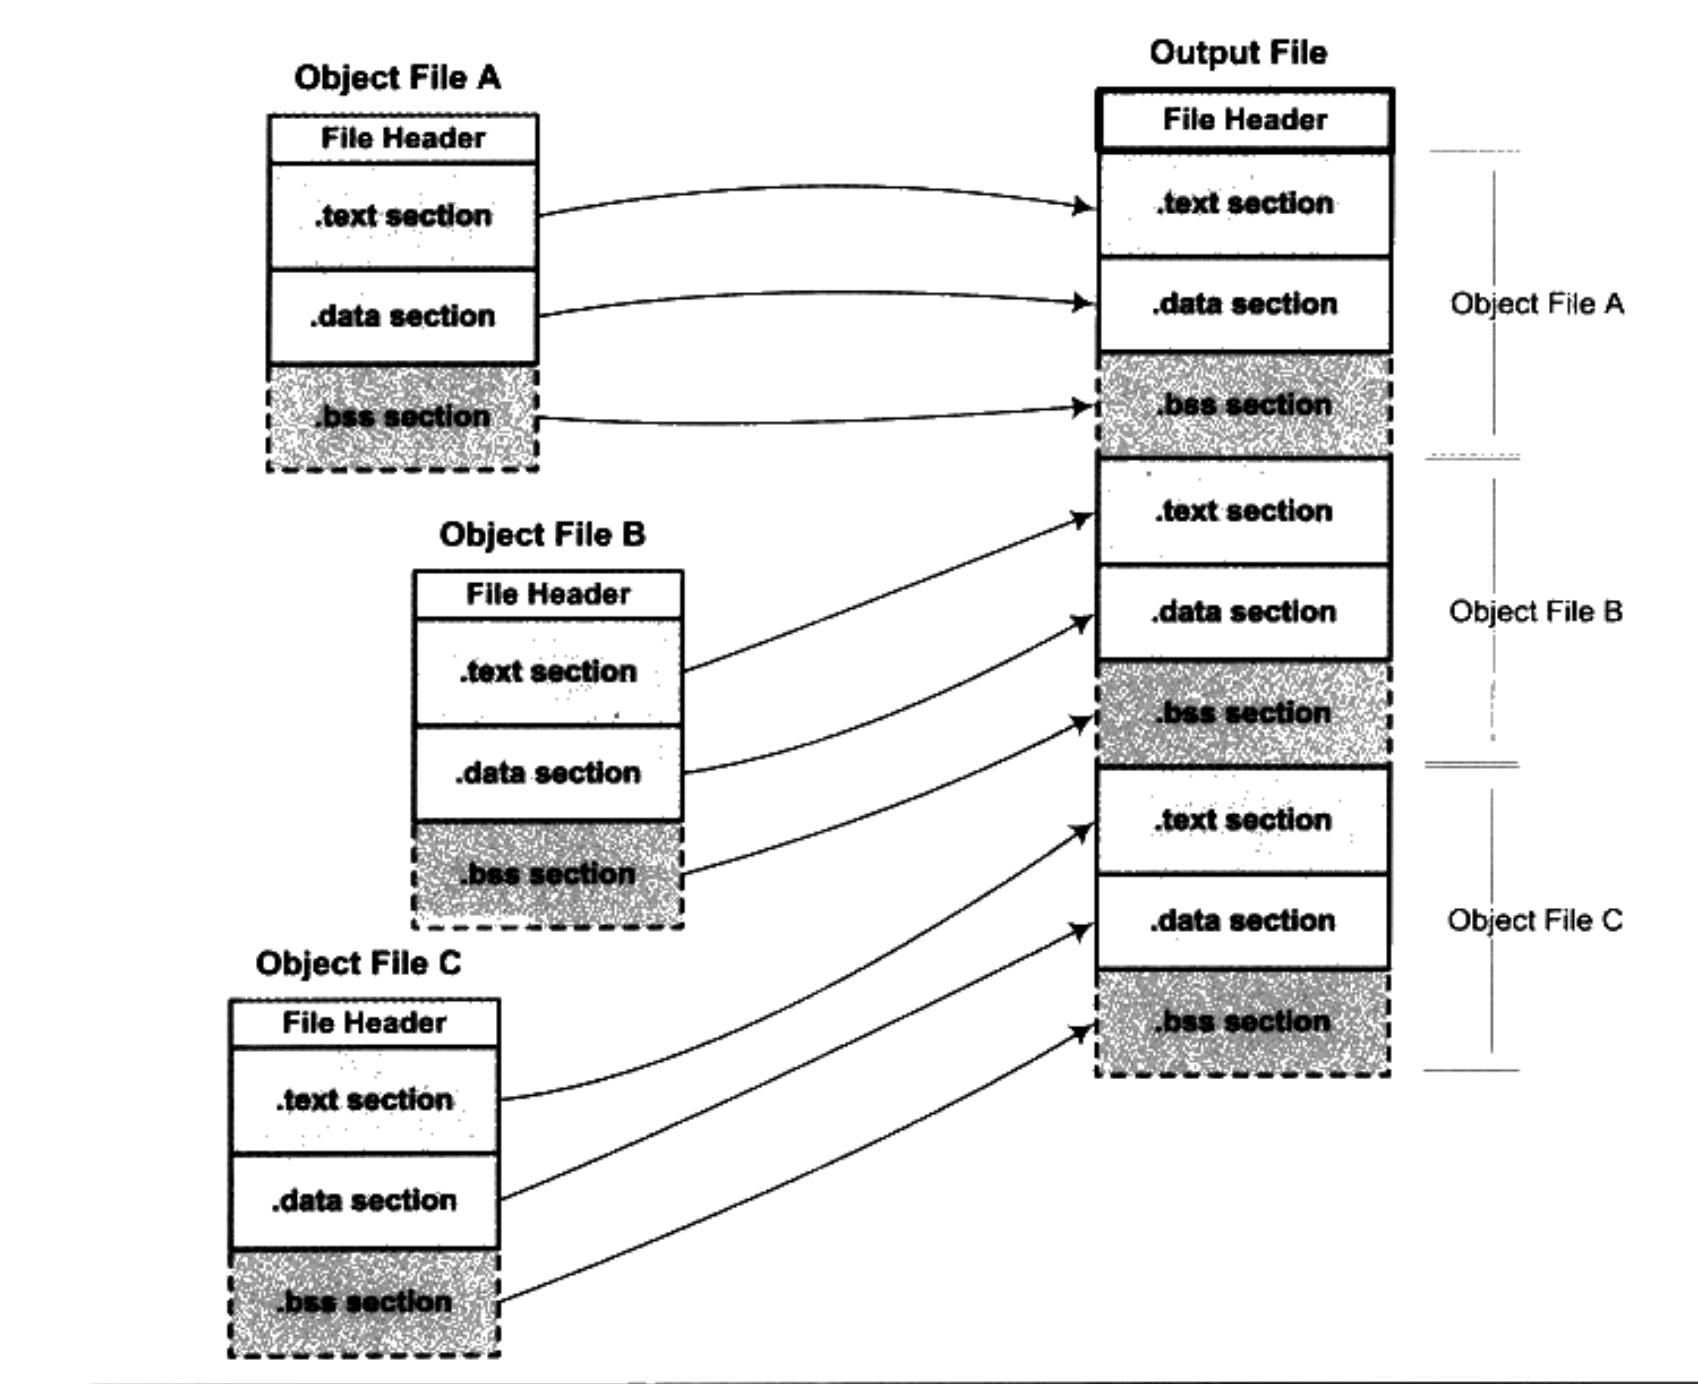 Object File A
File Header
.text section
.data section
.bss section
Object File B
File Header
.text section
.data section
.bss section
Object File C
File Header
.text section
.data section
.bss section
Output File
File Header
.text section
.data section
.bss section
.text section
.data section
.bss section
.text section
.data section
.bss section
Object File A
Object File B
Object File C